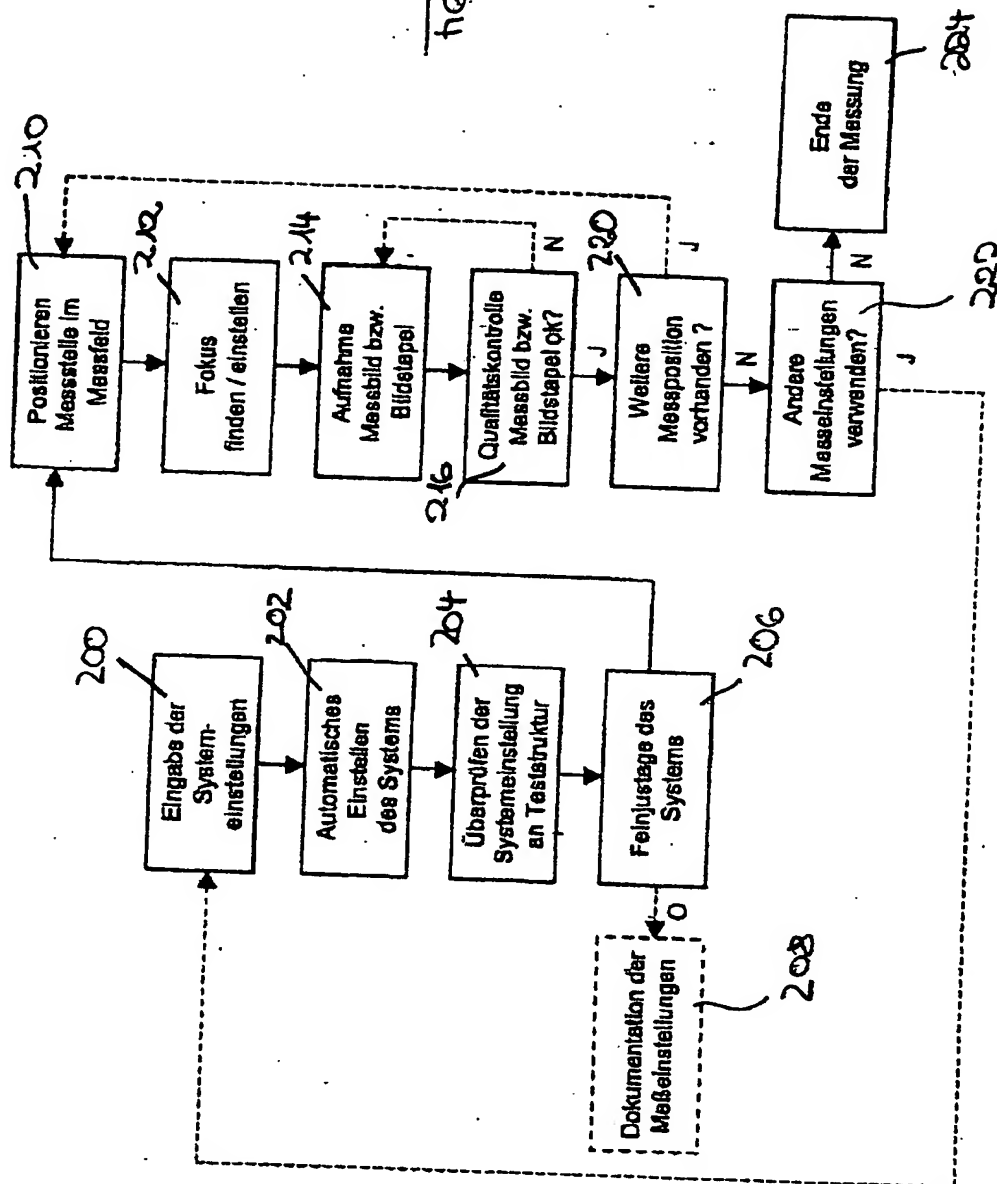 200
Eingabe der
System-
einstellungen
202
Automatisches
Einstellen
des Systems
204
Überprüfen der
Systemeinstellung
an Teststruktur
206
Feinjustage des
Systems
O
208
Dokumentation der
Meßeinstellungen
210
Positionieren
Messstelle im
Messfeld
212
Fokus
finden / einstellen
214
Aufnahme
Messbild bzw.
Bildstapel
216
Qualitätskontrolle
Messbild bzw.
Bildstapel ok?
N
J
220
Weitere
Messposition
vorhanden ?
J
N
222
Andere
Messeinstellungen
verwenden?
J
N
224
Ende
der Messung